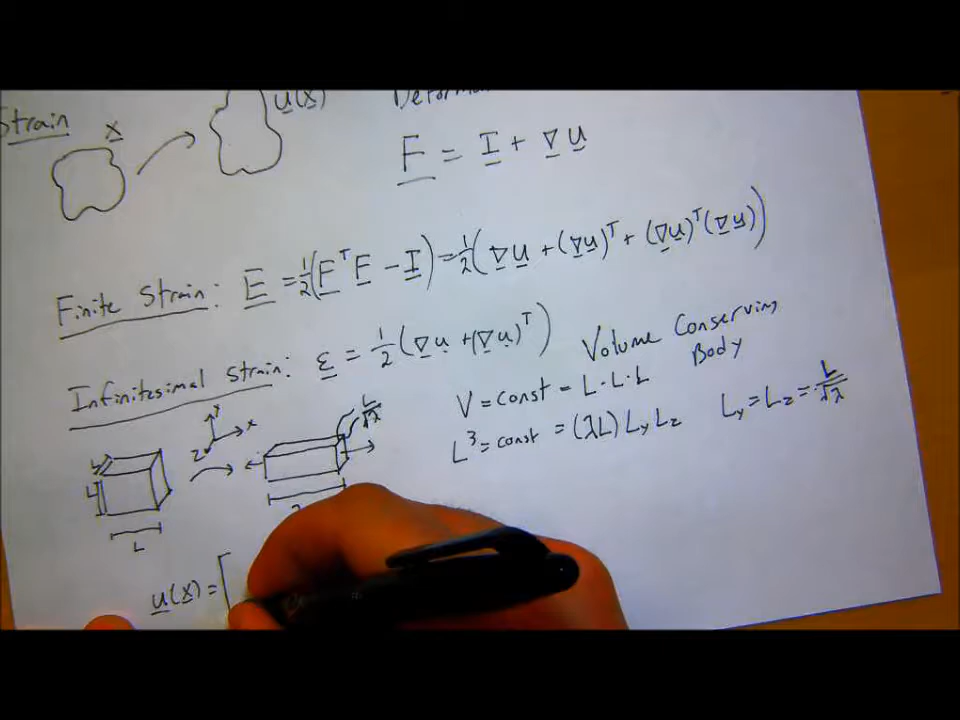 Strain
x
u(x)
F = I + ∇u
Finite Strain: E = 1/2(FᵀF − I) = 1/2(∇u + (∇u)ᵀ + (∇u)ᵀ(∇u))
Infinitesimal Strain: ε = 1/2(∇u + (∇u)ᵀ)
Volume Conserving
Body
V = const = L·L·L
L³ = const = (λL) Ly Lz
Ly = Lz = L/√λ
Y
X
Z
L/√λ
L
L
L
u(x) = [